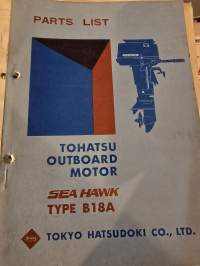 PARTS LIST
TOHATSU
OUTBOARD
MOTOR
SEA HAWK
TYPE B18A
TOKYO HATSUDOKI CO., LTD.